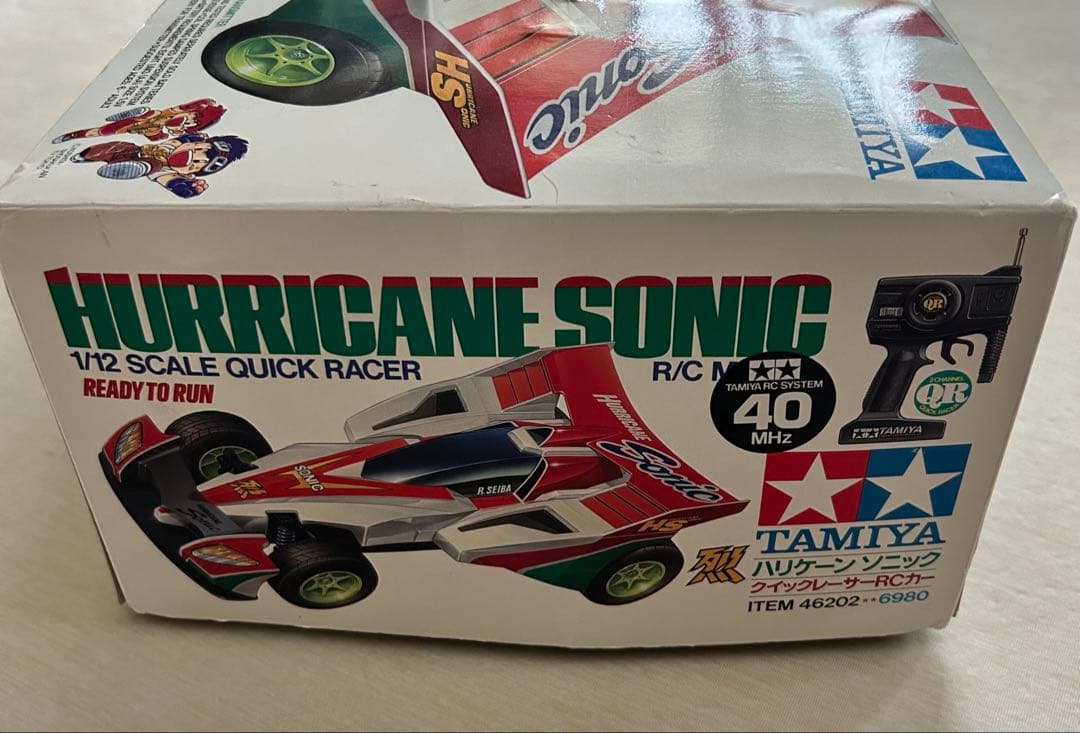 Sonic
HS
TAMIYA
HURRICANE SONIC
1/12 SCALE QUICK RACER
R/C M
READY TO RUN
TAMIYA RC SYSTEM
40
MHz
QR
2 CHANNEL
QR
QUICK RACER
TAMIYA
HURRICANE
Sonic
HS
SONIC
烈
R.SEIBA
烈
TAMIYA
ハリケーン ソニック
クイックレーサーRCカー
ITEM 46202**6980